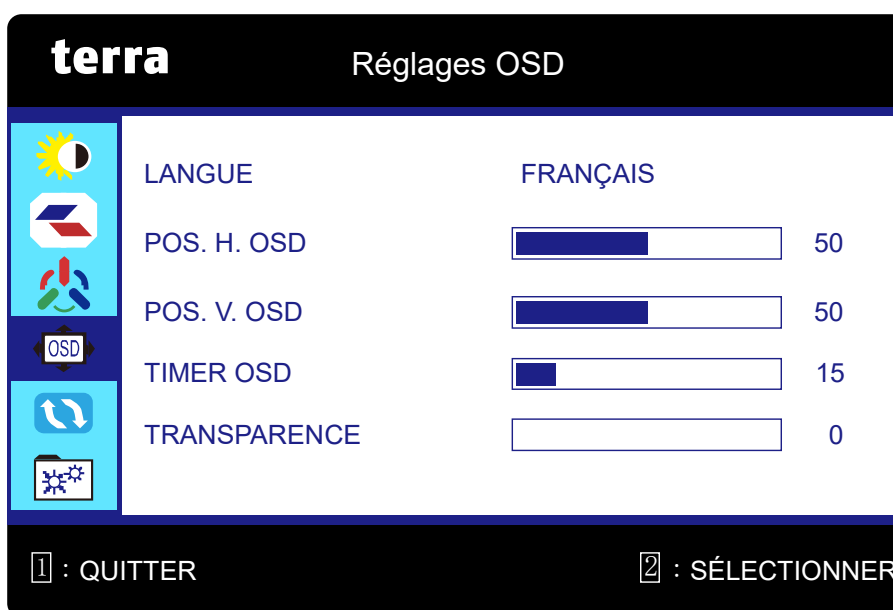 terra Réglages OSD
LANGUE FRANÇAIS
POS. H. OSD 50
POS. V. OSD 50
OSD
TIMER OSD 15
TRANSPARENCE 0
1 : QUITTER 2 : SÉLECTIONNER